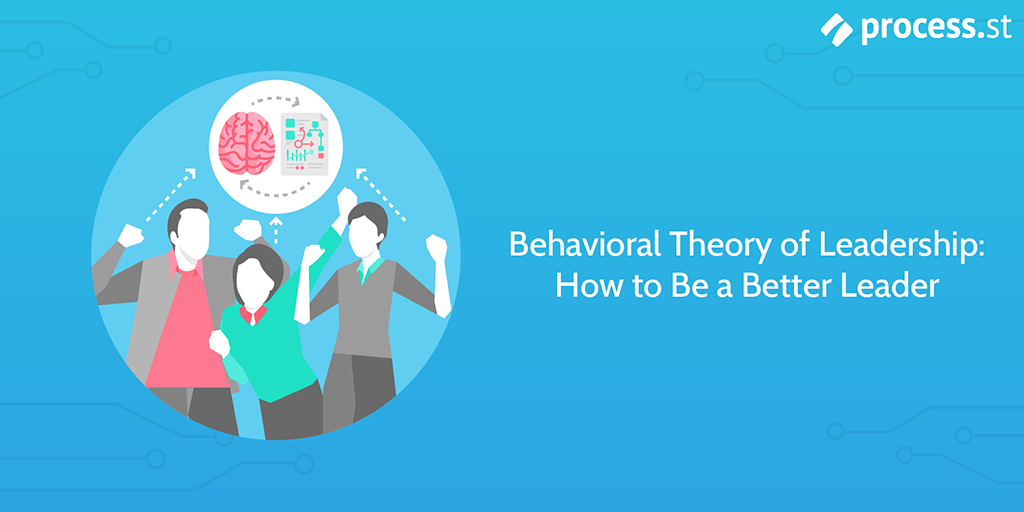 process.st
Behavioral Theory of Leadership:
How to Be a Better Leader